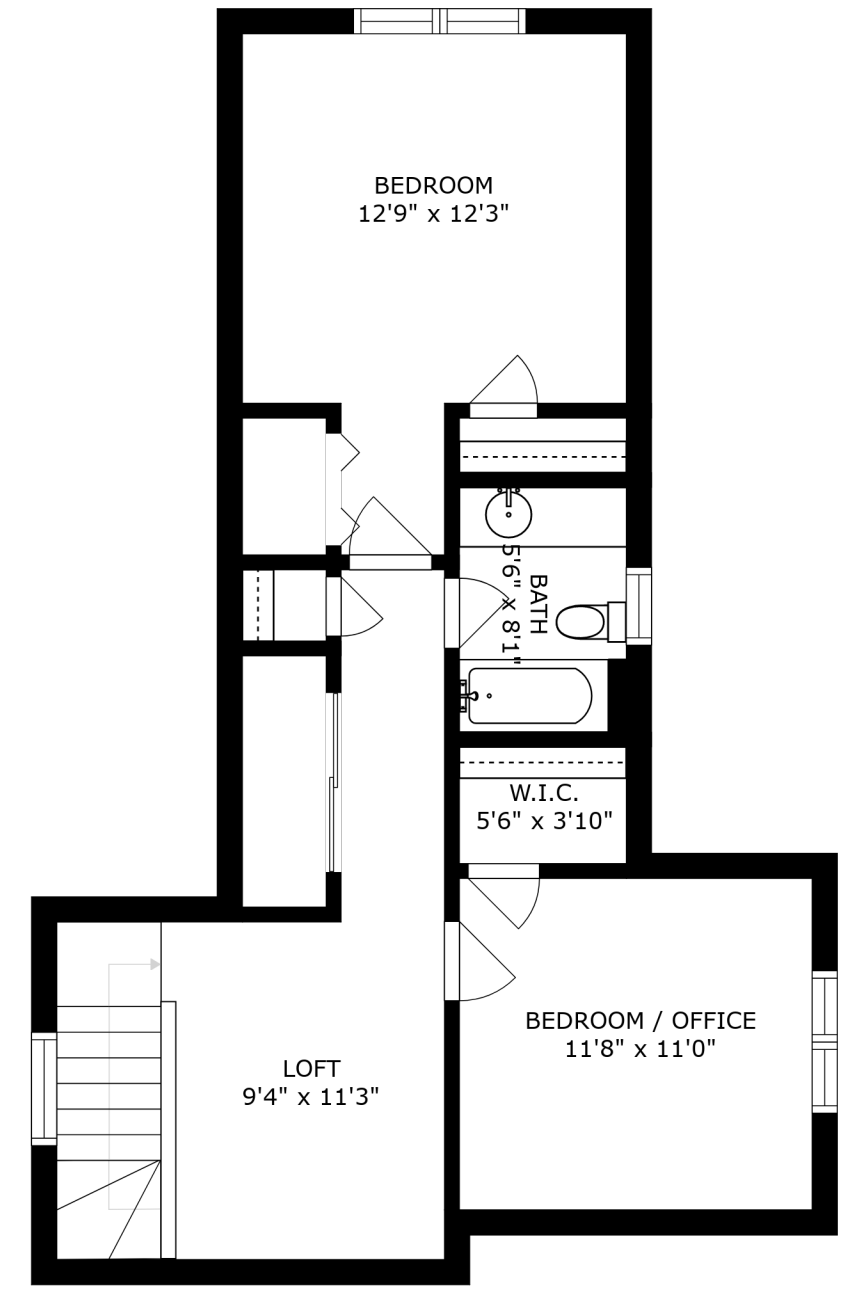 BEDROOM
12'9" x 12'3"
BATH
5'6" x 8'1"
W.I.C.
5'6" x 3'10"
BEDROOM / OFFICE
11'8" x 11'0"
LOFT
9'4" x 11'3"